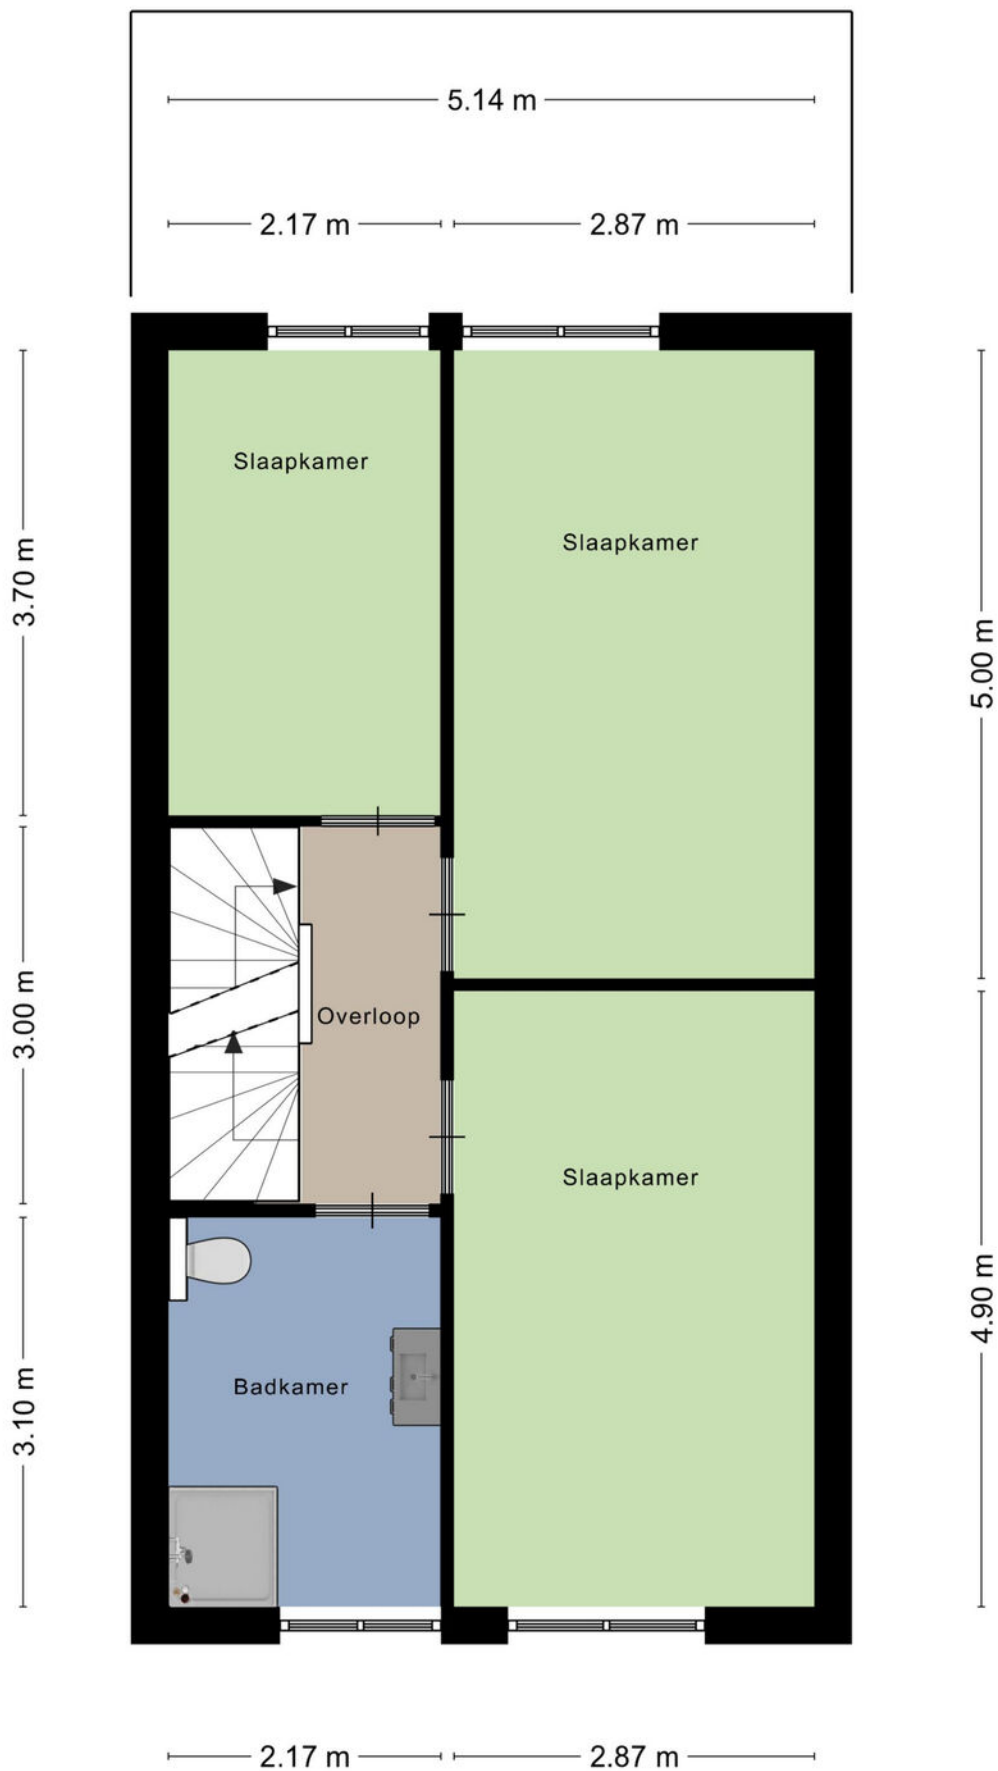 5.14 m
2.17 m
2.87 m
Slaapkamer
Slaapkamer
3.70 m
5.00 m
3.00 m
Overloop
Slaapkamer
4.90 m
Badkamer
3.10 m
2.17 m
2.87 m